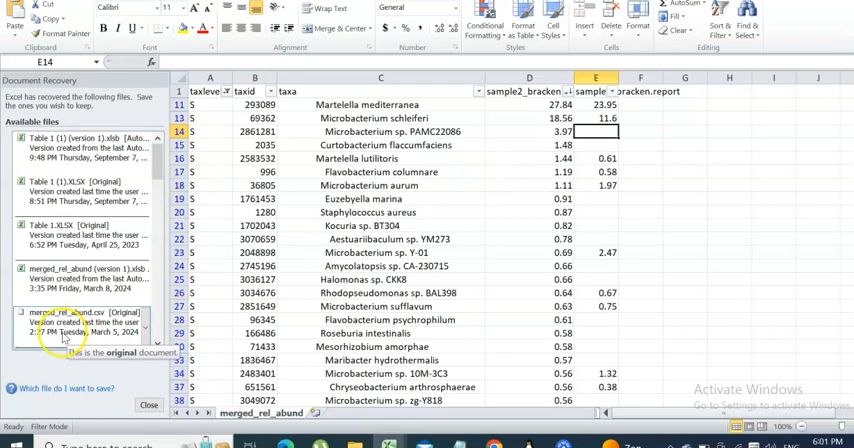 Cut
Calibri
11
Wrap Text
General
AutoSum
Paste
Copy
Format Painter
Merge & Center
Conditional
Format
Cell
Insert
Delete
Format
Sort &
Find &
Formatting
as Table
Styles
Fill
Clear
Filter
Select
Clipboard
Font
Alignment
Number
Styles
Cells
Editing
E14
fx
Document Recovery
Excel has recovered the following files. Save
the ones you wish to keep.
Available files
Table 1 (1) (version 1).xlsb [Auto...
Version created from the last Auto...
9:48 PM Thursday, September 7, ...
Table 1 (1).XLSX [Original]
Version created last time the user ...
8:51 PM Thursday, September 7, ...
Table 1.XLSX [Original]
Version created last time the user ...
6:52 PM Tuesday, April 25, 2023
merged_rel_abund (version 1).xlsb ...
Version created from the last Auto...
3:35 PM Friday, March 8, 2024
merged_rel_abund.csv [Original]
Version created last time the user
2:27 PM Tuesday, March 5, 2024
This is the original document.
Which file do I want to save?
Close
A B C D E F G H I J
1 taxlevel taxid taxa sample2_bracken sample bracken.report
11 S 293089 Martelella mediterranea 27.84 23.95
13 S 69362 Microbacterium schleiferi 18.56 11.6
14 S 2861281 Microbacterium sp. PAMC22086 3.97
15 S 2035 Curtobacterium flaccumfaciens 1.48
16 S 2583532 Martelella lutilitoris 1.44 0.61
17 S 996 Flavobacterium columnare 1.19 0.58
18 S 36805 Microbacterium aurum 1.11 1.97
19 S 1761453 Euzebyella marina 0.91
20 S 1280 Staphylococcus aureus 0.87
21 S 1702043 Kocuria sp. BT304 0.82
22 S 3070659 Aestuariibaculum sp. YM273 0.78
23 S 2048898 Microbacterium sp. Y-01 0.69 2.47
24 S 2745196 Amycolatopsis sp. CA-230715 0.66
25 S 3036127 Halomonas sp. CKK8 0.66
26 S 3034676 Rhodopseudomonas sp. BAL398 0.64 0.67
27 S 2851649 Microbacterium sufflavum 0.63 0.75
28 S 96345 Flavobacterium psychrophilum 0.61
29 S 166486 Roseburia intestinalis 0.58
31 S 71433 Mesorhizobium amorphae 0.58
33 S 1836467 Maribacter hydrothermalis 0.57
34 S 2483401 Microbacterium sp. 10M-3C3 0.56 1.32
37 S 651561 Chryseobacterium arthrosphaerae 0.56 0.38
38 S 3049072 Microbacterium sp. zg-Y818 0.56
Activate Windows
Go to Settings to activate Windows.
merged_rel_abund
Ready Filter Mode
100%
Type here to search
ENG
6:01 PM